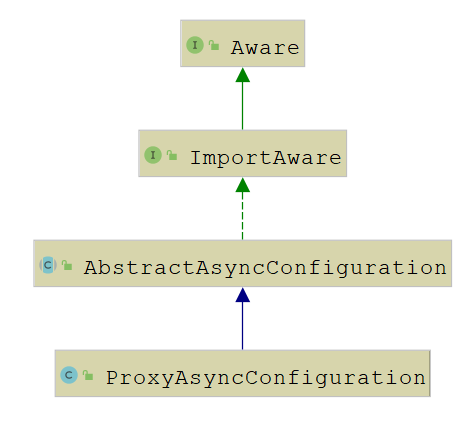 I Aware
I ImportAware
C AbstractAsyncConfiguration
C ProxyAsyncConfiguration